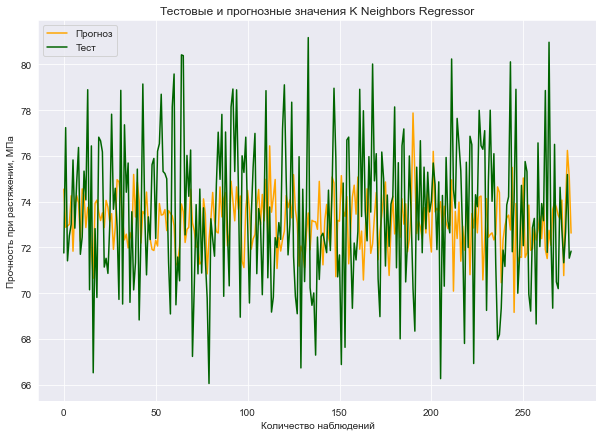 Тестовые и прогнозные значения K Neighbors Regressor
Прогноз
Тест
Прочность при растяжении, МПа
80
78
76
74
72
70
68
66
0
50
100
150
200
250
Количество наблюдений